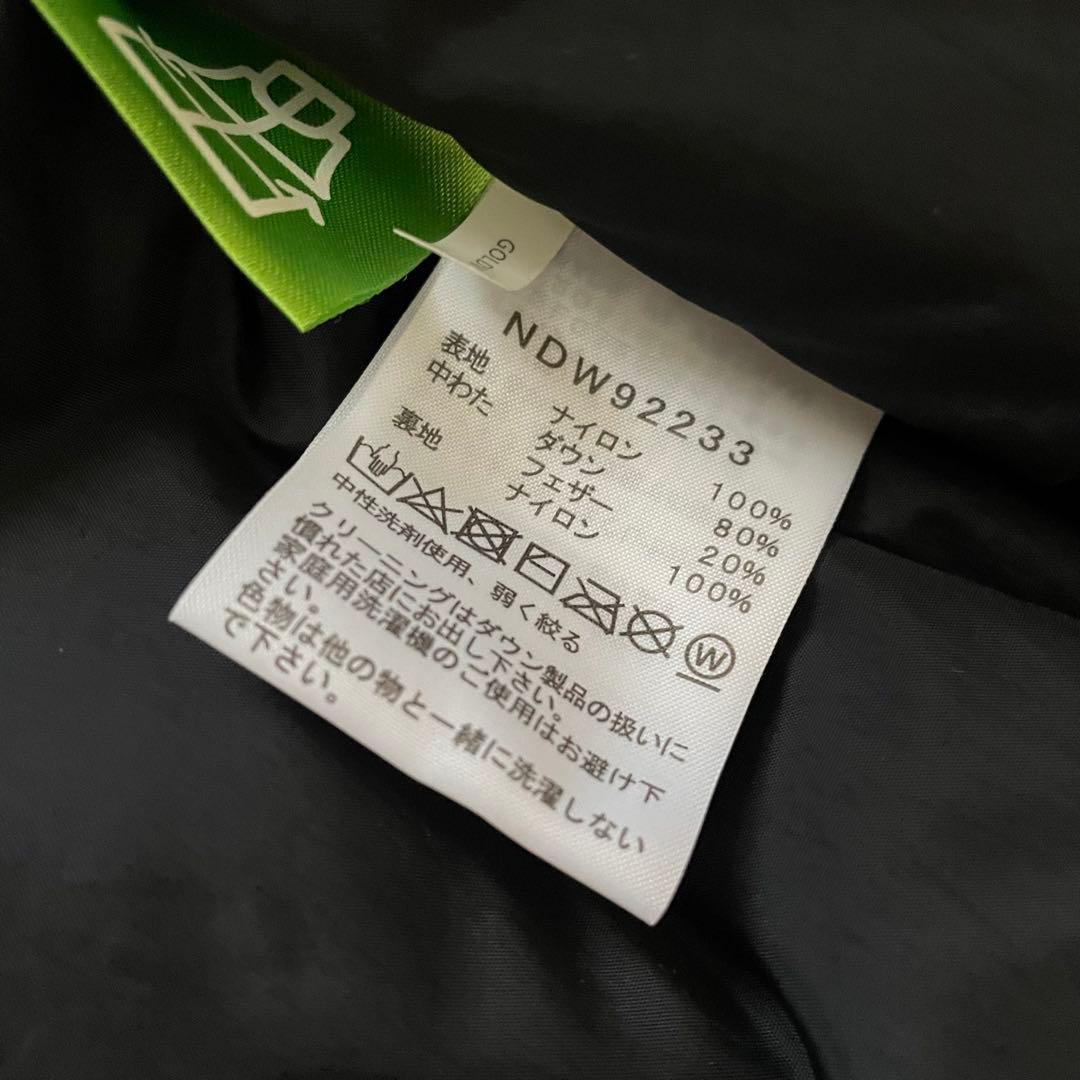 GOLDW
NDW92233
表地 ナイロン 100%
中わた ダウン 80%
フェザー 20%
裏地 ナイロン 100%
W
中性洗剤使用、弱く絞る
クリーニングはダウン製品の扱いに
慣れた店にお出し下さい。
家庭用洗濯機のご使用はお避け下
さい。
色物は他の物と一緒に洗濯しない
で下さい。